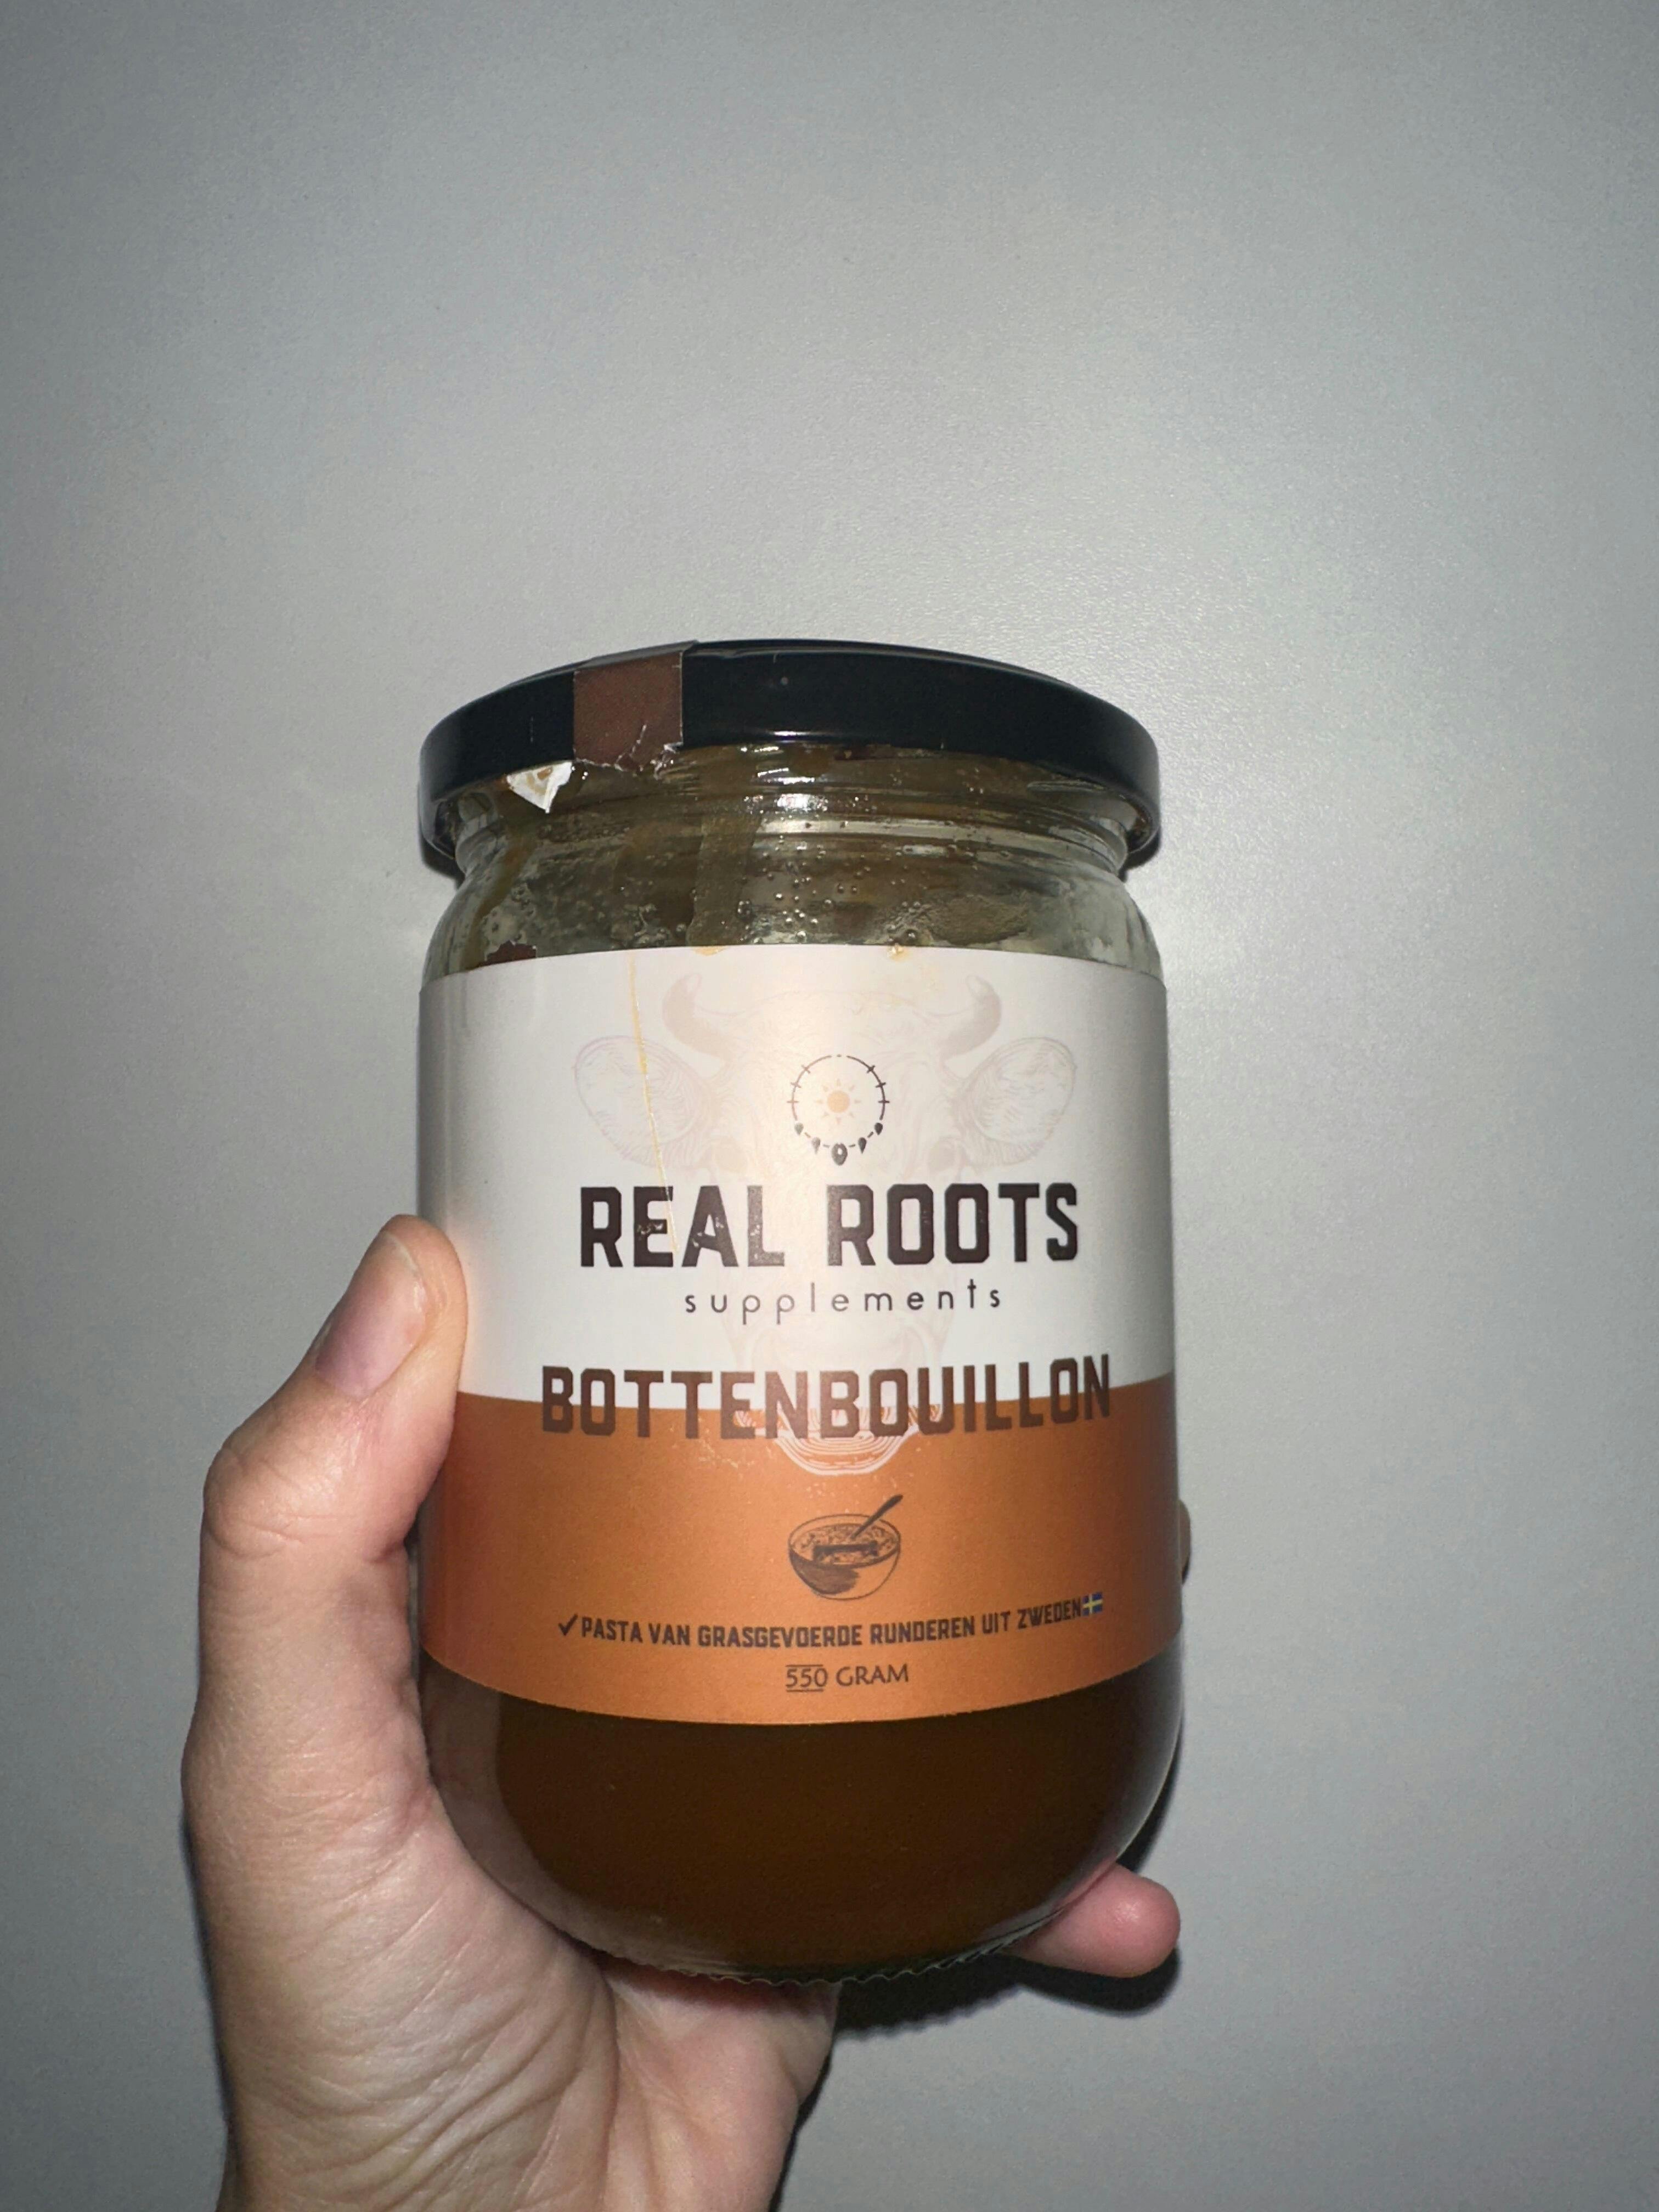 REAL ROOTS
supplements
BOTTENBOUILLON
✓PASTA VAN GRASGEVOERDE RUNDEREN UIT ZWEDEN🇸🇪
550 GRAM